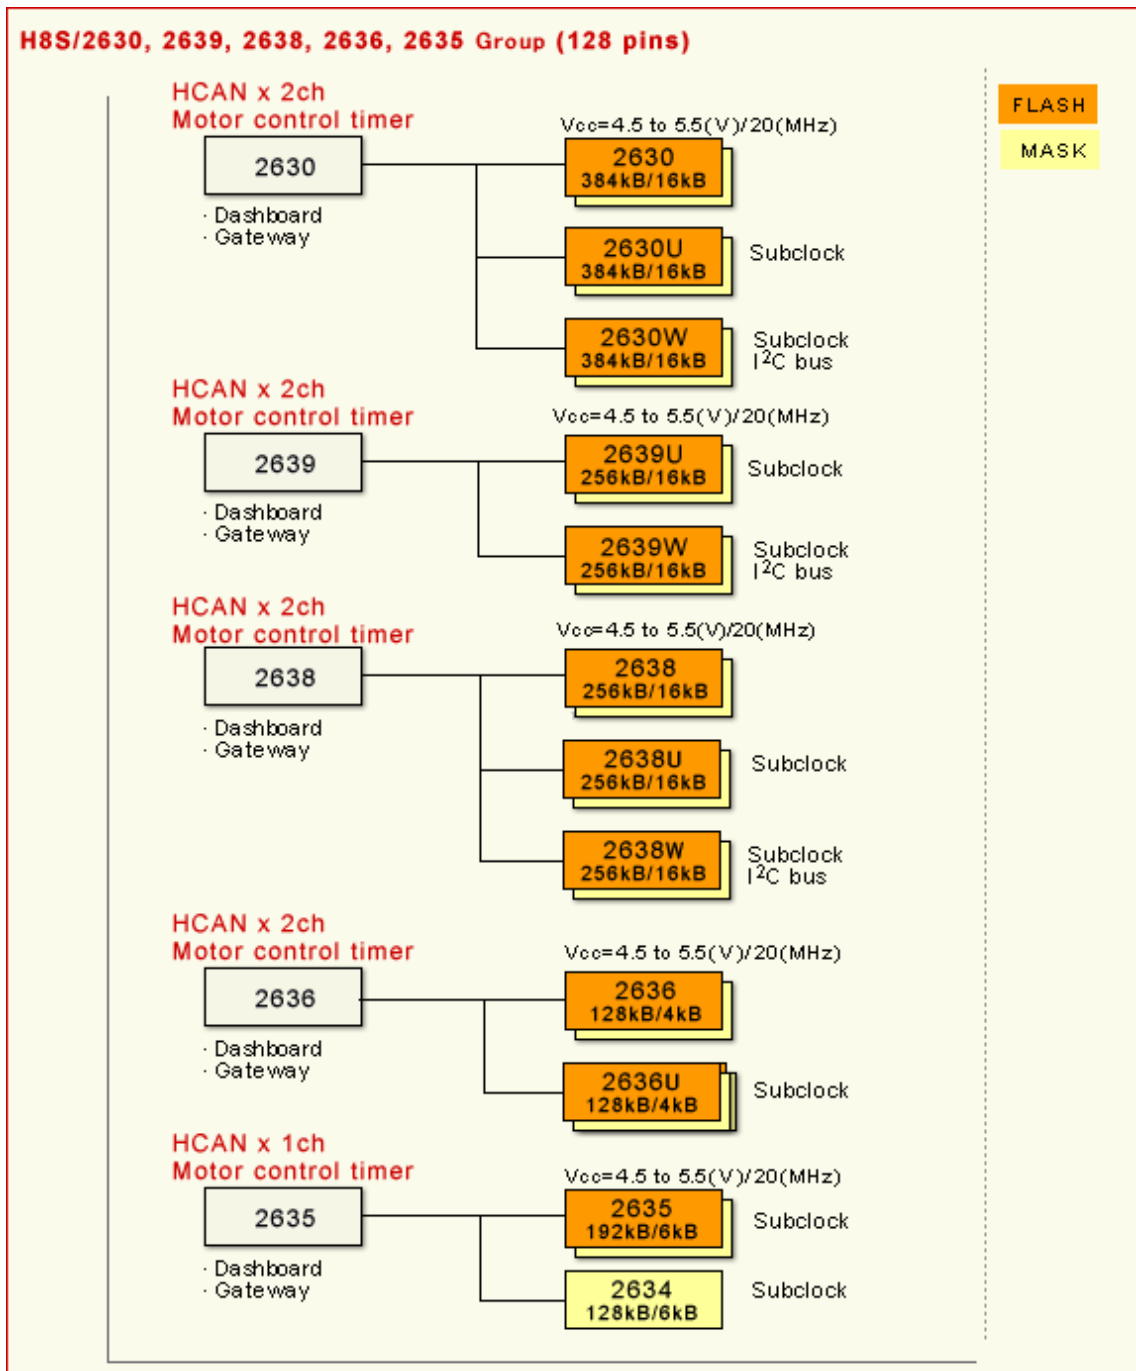 H8S/2630, 2639, 2638, 2636, 2635 Group (128 pins)
FLASH
MASK
HCAN x 2ch
Motor control timer
Vcc=4.5 to 5.5(V)/20(MHz)
2630
· Dashboard
· Gateway
2630
384kB/16kB
2630U
384kB/16kB
Subclock
2630W
384kB/16kB
Subclock
I²C bus
HCAN x 2ch
Motor control timer
Vcc=4.5 to 5.5(V)/20(MHz)
2639
· Dashboard
· Gateway
2639U
256kB/16kB
Subclock
2639W
256kB/16kB
Subclock
I²C bus
HCAN x 2ch
Motor control timer
Vcc=4.5 to 5.5(V)/20(MHz)
2638
· Dashboard
· Gateway
2638
256kB/16kB
2638U
256kB/16kB
Subclock
2638W
256kB/16kB
Subclock
I²C bus
HCAN x 2ch
Motor control timer
Vcc=4.5 to 5.5(V)/20(MHz)
2636
· Dashboard
· Gateway
2636
128kB/4kB
2636U
128kB/4kB
Subclock
HCAN x 1ch
Motor control timer
Vcc=4.5 to 5.5(V)/20(MHz)
2635
· Dashboard
· Gateway
2635
192kB/6kB
Subclock
2634
128kB/6kB
Subclock